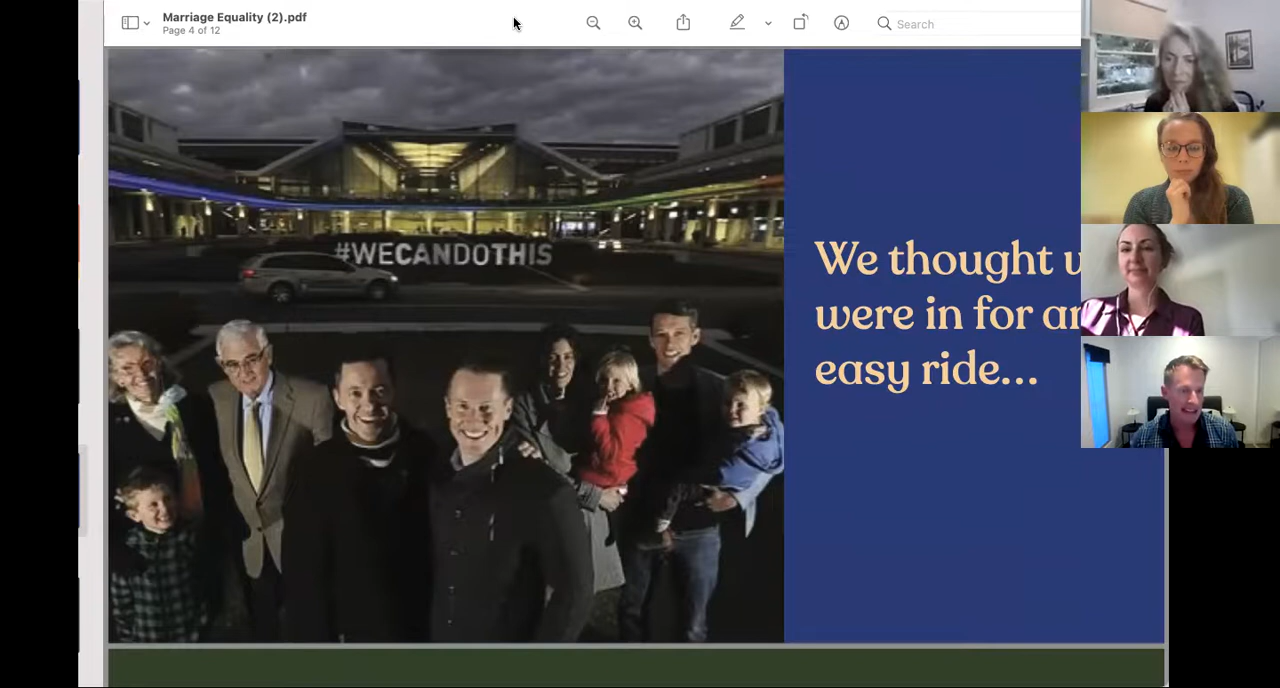 Marriage Equality (2).pdf
Page 4 of 12
Search
#WECANDOTHIS
We thought
were in for
easy ride...